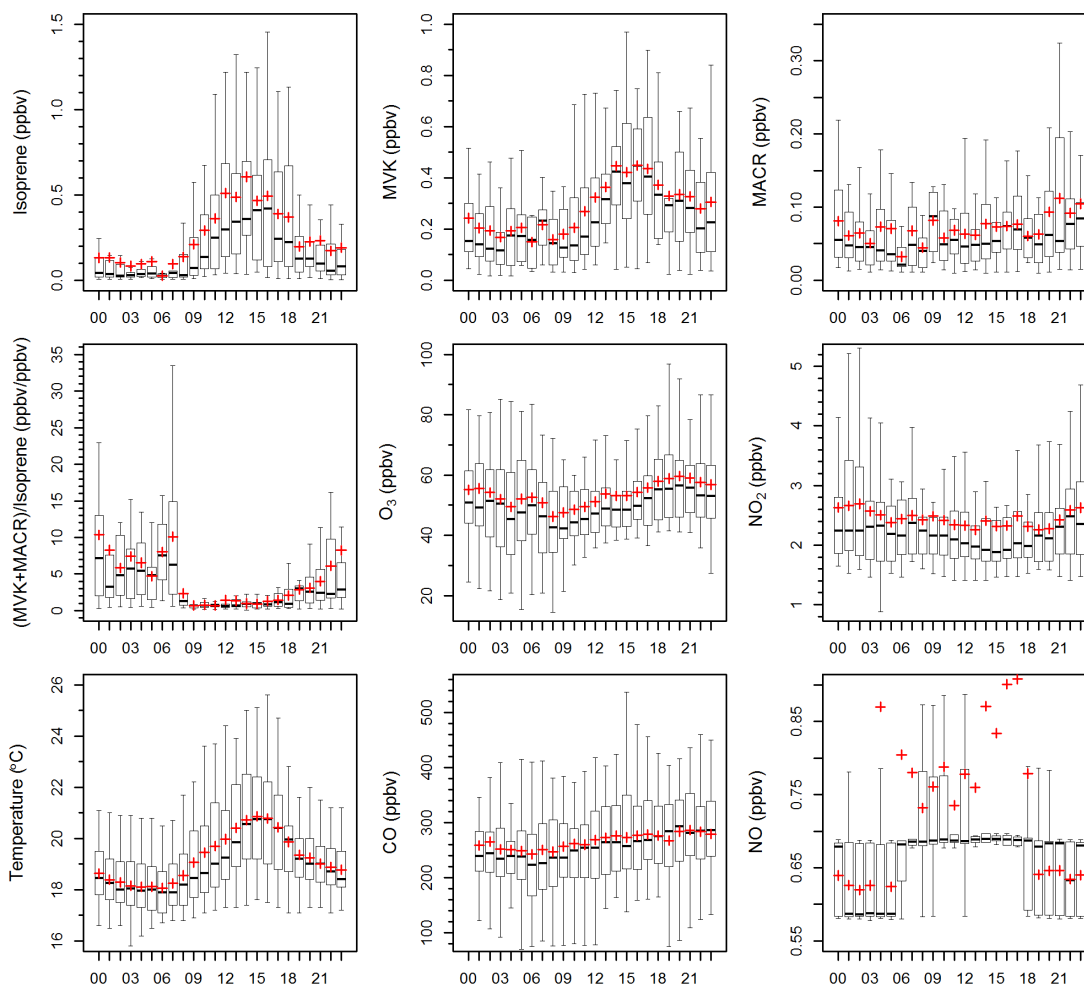 Isoprene (ppbv)
1.5
1.0
0.5
0.0
00 03 06 09 12 15 18 21
MVK (ppbv)
1.0
0.8
0.6
0.4
0.2
0.0
00 03 06 09 12 15 18 21
MACR (ppbv)
0.30
0.20
0.10
0.00
00 03 06 09 12 15 18 21
(MVK+MACR)/Isoprene (ppbv/ppbv)
35
30
25
20
15
10
5
0
00 03 06 09 12 15 18 21
O₃ (ppbv)
100
80
60
40
20
00 03 06 09 12 15 18 21
NO₂ (ppbv)
5
4
3
2
1
00 03 06 09 12 15 18 21
Temperature (°C)
26
24
22
20
18
16
00 03 06 09 12 15 18 21
CO (ppbv)
500
400
300
200
100
00 03 06 09 12 15 18 21
NO (ppbv)
0.85
0.75
0.65
0.55
00 03 06 09 12 15 18 21